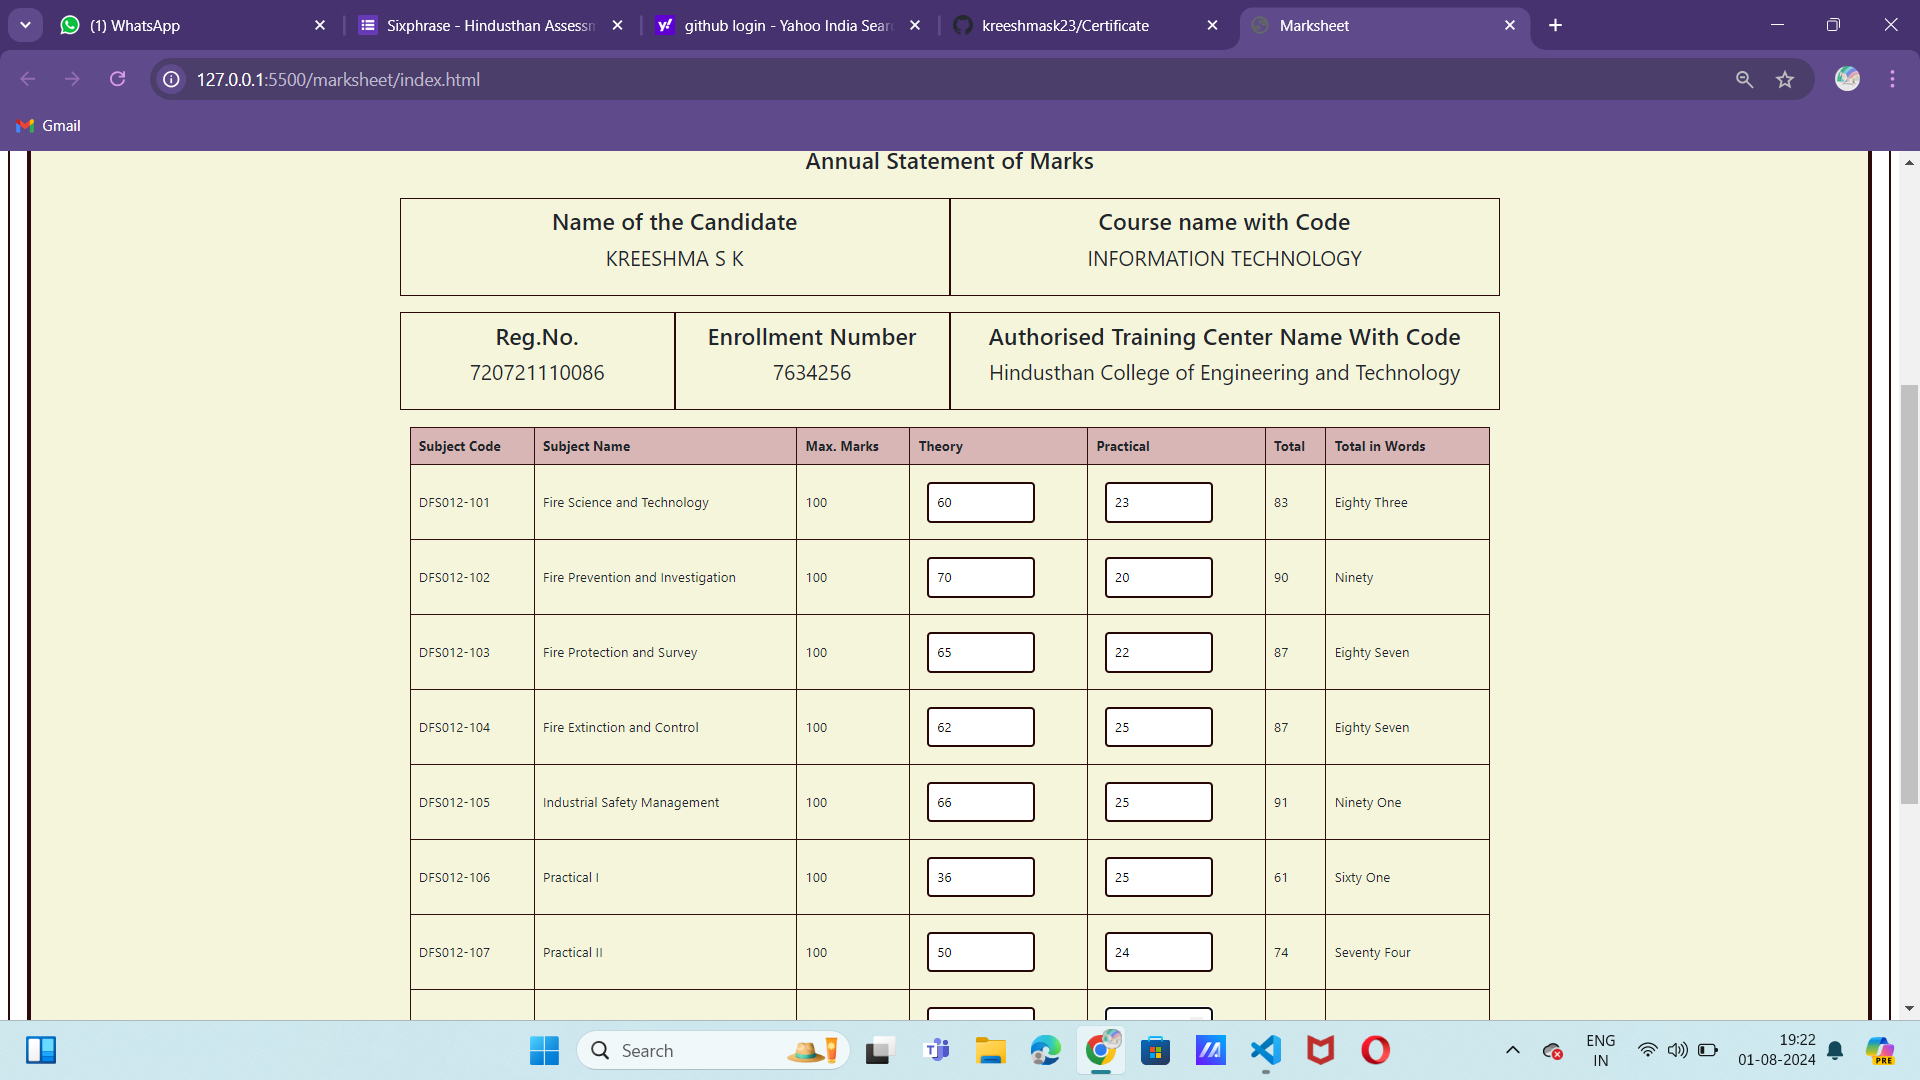 (1) WhatsApp
Sixphrase - Hindusthan Assessm
github login - Yahoo India Sear
kreeshmask23/Certificate
Marksheet
127.0.0.1:5500/marksheet/index.html
Gmail
Annual Statement of Marks
Name of the Candidate Course name with Code
KREESHMA S K INFORMATION TECHNOLOGY
Reg.No. Enrollment Number Authorised Training Center Name With Code
720721110086 7634256 Hindusthan College of Engineering and Technology
Subject Code Subject Name Max. Marks Theory Practical Total Total in Words
DFS012-101 Fire Science and Technology 100 60 23 83 Eighty Three
DFS012-102 Fire Prevention and Investigation 100 70 20 90 Ninety
DFS012-103 Fire Protection and Survey 100 65 22 87 Eighty Seven
DFS012-104 Fire Extinction and Control 100 62 25 87 Eighty Seven
DFS012-105 Industrial Safety Management 100 66 25 91 Ninety One
DFS012-106 Practical I 100 36 25 61 Sixty One
DFS012-107 Practical II 100 50 24 74 Seventy Four
Search
ENG
IN
19:22
01-08-2024
PRE